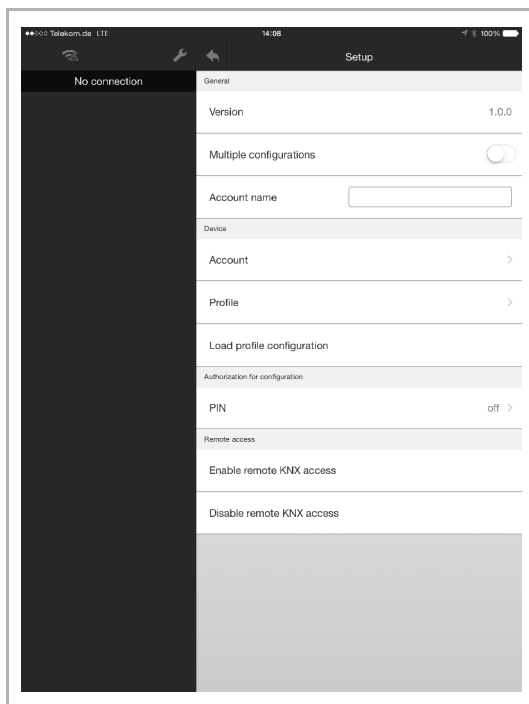 Telekom.de LTE 14:08 100%
Setup
No connection
General
Version 1.0.0
Multiple configurations
Account name
Device
Account
Profile
Load profile configuration
Authorization for configuration
PIN off
Remote access
Enable remote KNX access
Disable remote KNX access